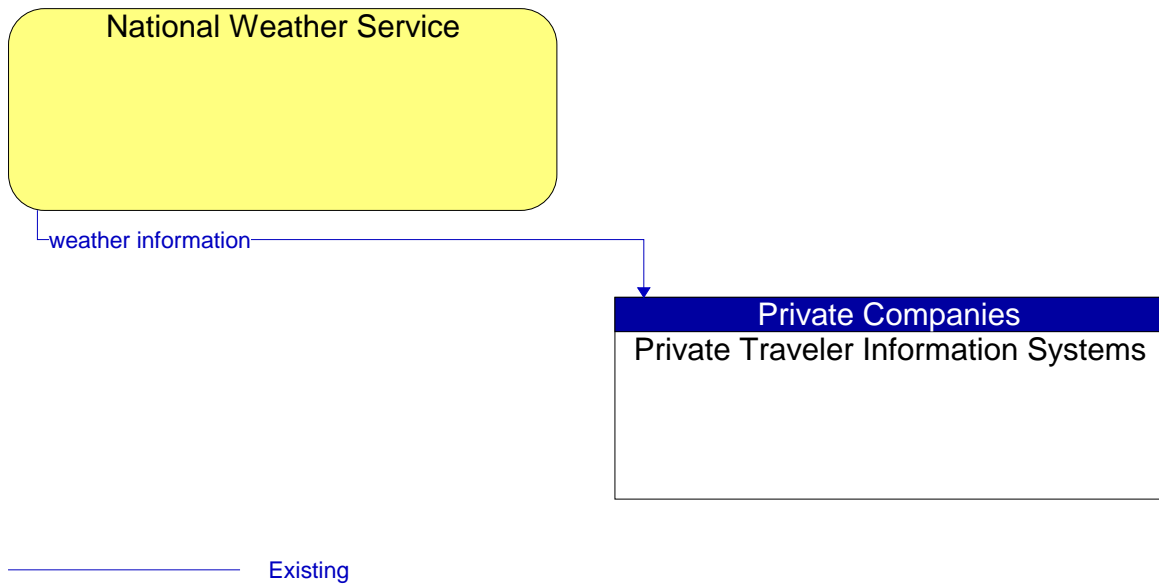 National Weather Service
weather information
Private Companies
Private Traveler Information Systems
Existing